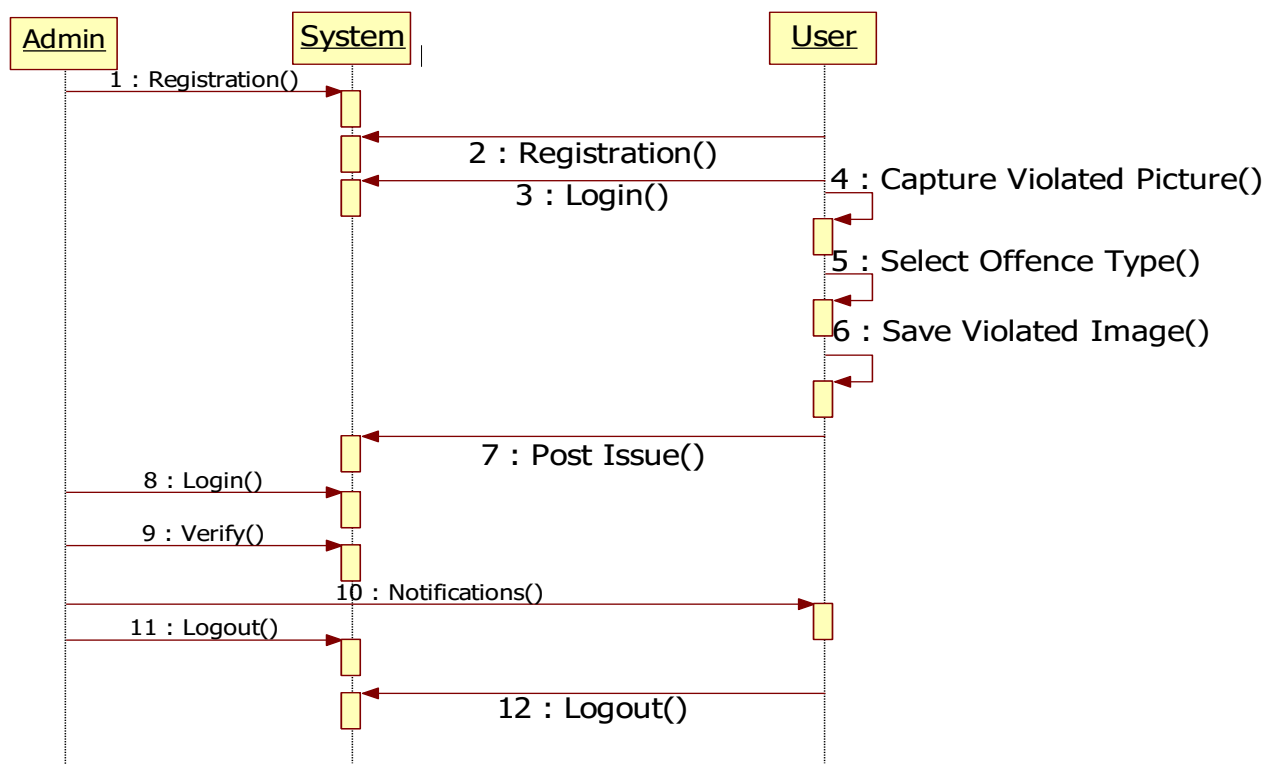 Admin
System
User
1 : Registration()
2 : Registration()
3 : Login()
4 : Capture Violated Picture()
5 : Select Offence Type()
6 : Save Violated Image()
7 : Post Issue()
8 : Login()
9 : Verify()
10 : Notifications()
11 : Logout()
12 : Logout()